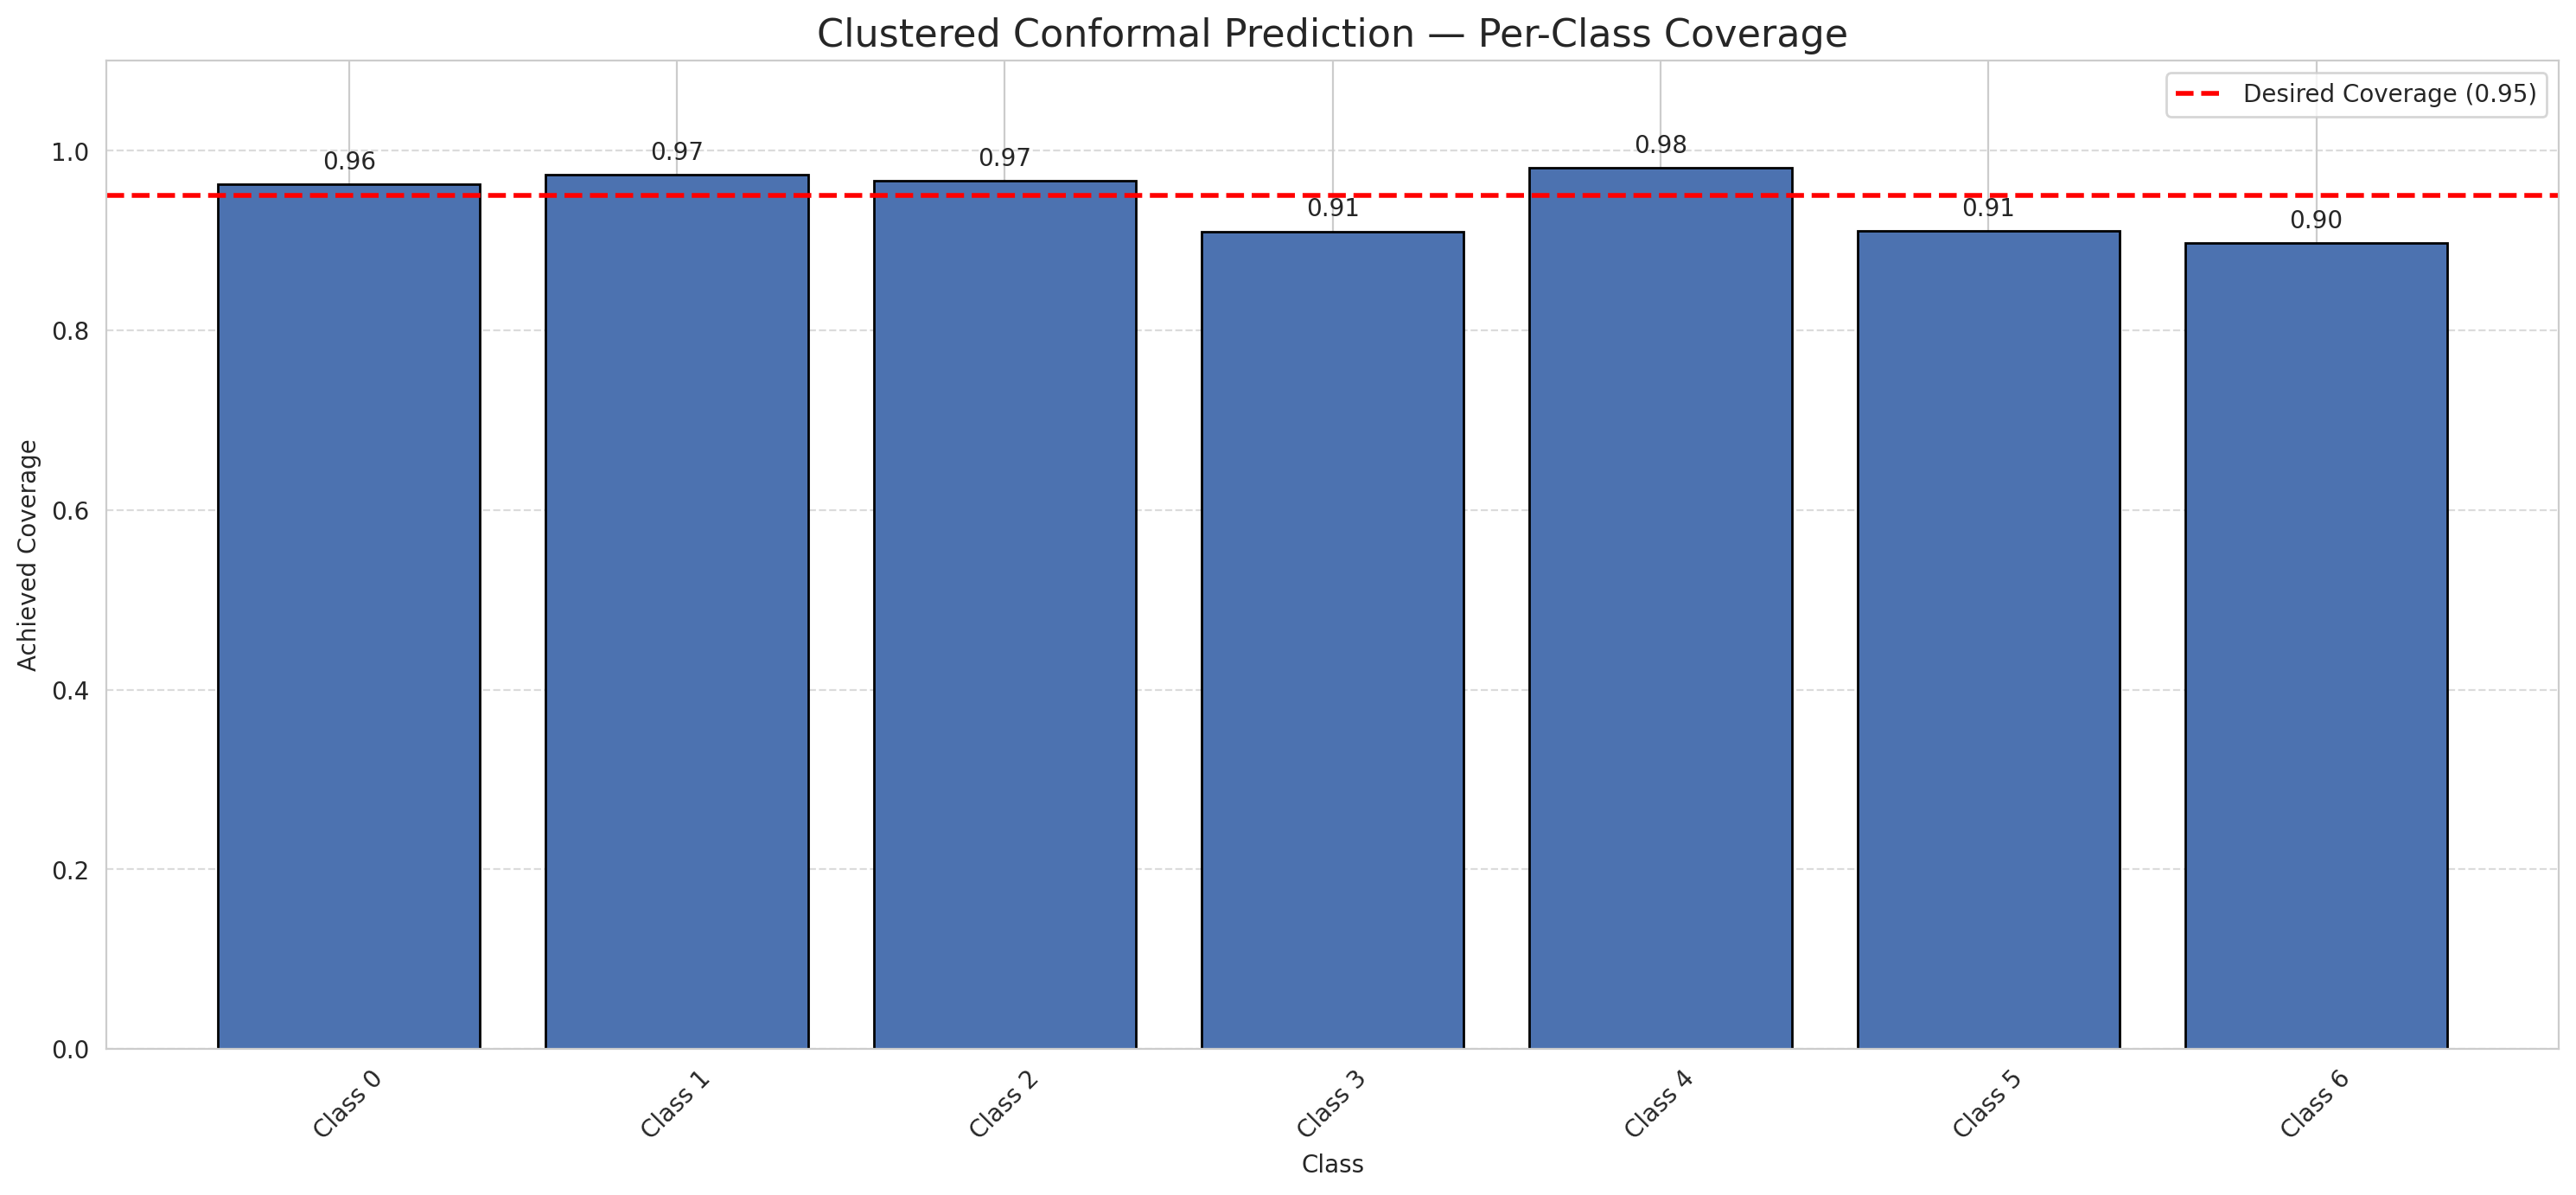 Clustered Conformal Prediction — Per-Class Coverage
Desired Coverage (0.95)
Achieved Coverage
1.0
0.8
0.6
0.4
0.2
0.0
0.96
0.97
0.97
0.91
0.98
0.91
0.90
Class 0
Class 1
Class 2
Class 3
Class 4
Class 5
Class 6
Class